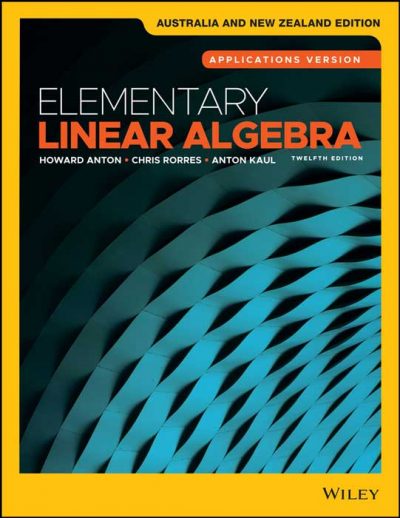 AUSTRALIA AND NEW ZEALAND EDITION
APPLICATIONS VERSION
ELEMENTARY
LINEAR ALGEBRA
HOWARD ANTON • CHRIS RORRES • ANTON KAUL TWELFTH EDITION
WILEY